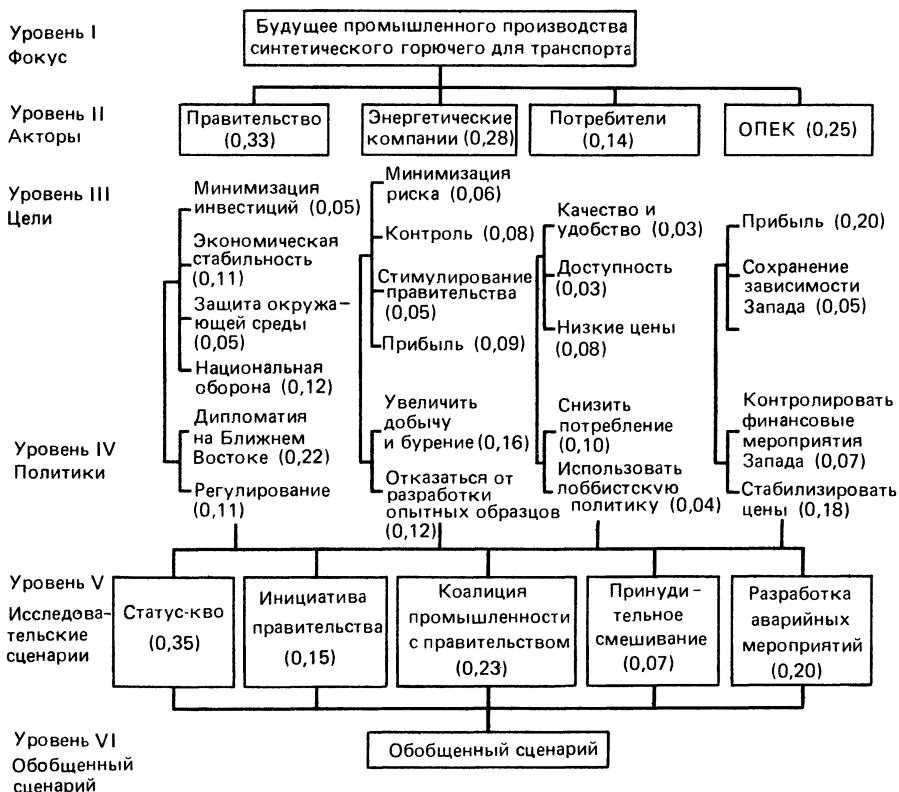 Уровень I
Фокус
Будущее промышленного производства
синтетического горючего для транспорта
Уровень II
Акторы
Правительство
(0,33)
Энергетические
компании (0,28)
Потребители
(0,14)
ОПЕК (0,25)
Уровень III
Цели
Минимизация
инвестиций (0,05)
Экономическая
стабильность
(0,11)
Защита окружа-
ющей среды
(0,05)
Национальная
оборона (0,12)
Минимизация
риска (0,06)
Контроль (0,08)
Стимулирование
правительства
(0,05)
Прибыль (0,09)
Качество и
удобство (0,03)
Доступность
(0,03)
Низкие цены
(0,08)
Прибыль (0,20)
Сохранение
зависимости
Запада (0,05)
Уровень IV
Политики
Дипломатия
на Ближнем
Востоке (0,22)
Регулирование
(0,11)
Увеличить
добычу
и бурение (0,16)
Отказаться от
разработки
опытных образцов
(0,12)
Снизить
потребление
(0,10)
Использовать
лоббистскую
политику (0,04)
Контролировать
финансовые
мероприятия
Запада (0,07)
Стабилизировать
цены (0,18)
Уровень V
Исследова-
тельские
сценарии
Статус-кво
(0,35)
Инициатива
правительства
(0,15)
Коалиция
промышленности
с правительством
(0,23)
Принуди-
тельное
смешивание
(0,07)
Разработка
аварийных
мероприятий
(0,20)
Уровень VI
Обобщенный
сценарий
Обобщенный сценарий